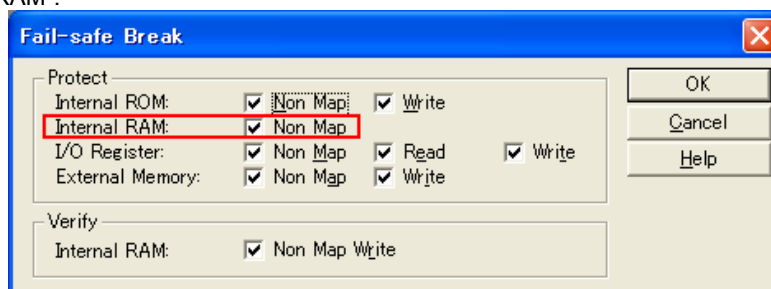 RAM".
Fail-safe Break
Protect
Internal ROM: Non Map Write
Internal RAM: Non Map
I/O Register: Non Map Read Write
External Memory: Non Map Write
OK
Cancel
Help
Verify
Internal RAM: Non Map Write